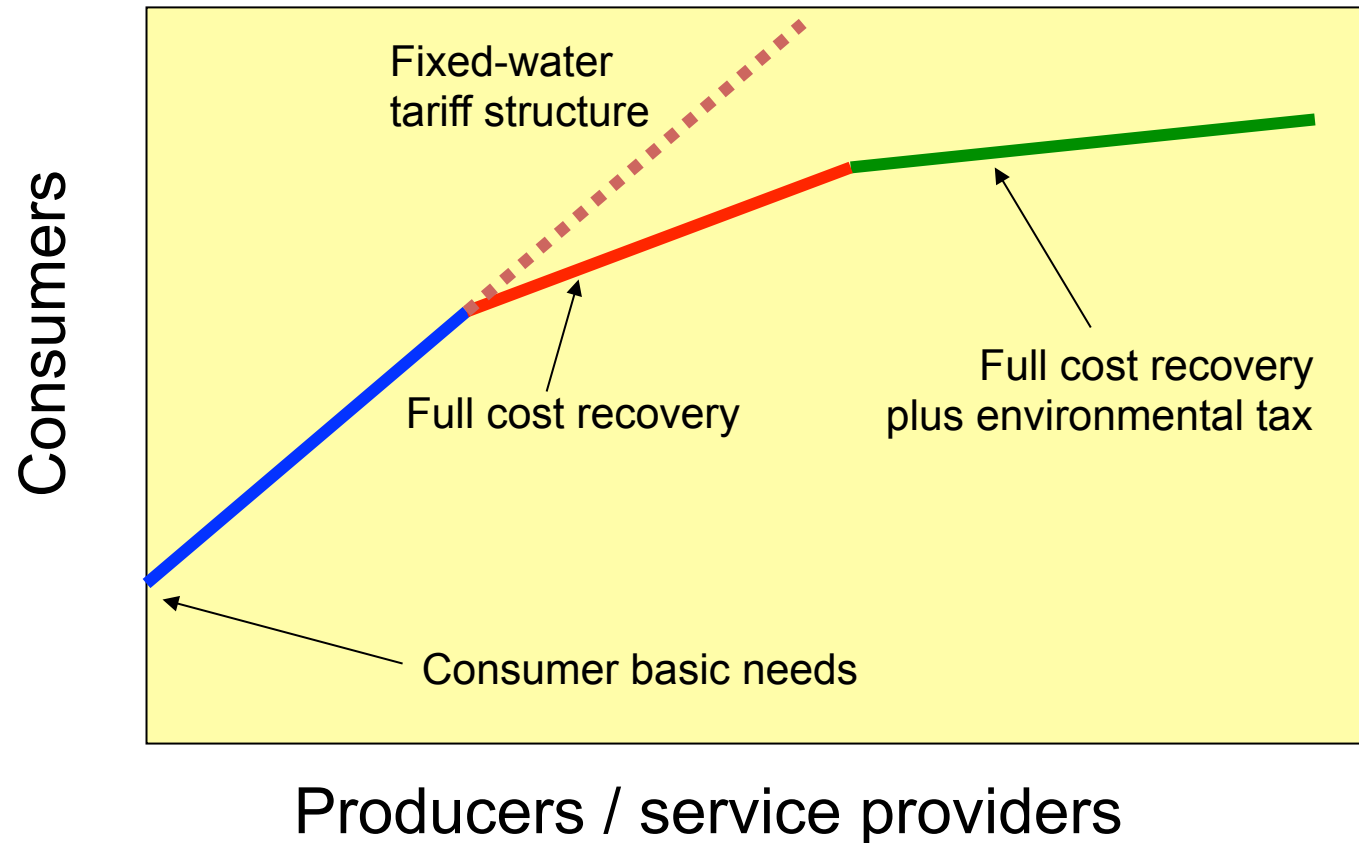 Fixed-water
tariff structure
Consumers
Full cost recovery
Full cost recovery
plus environmental tax
Consumer basic needs
Producers / service providers